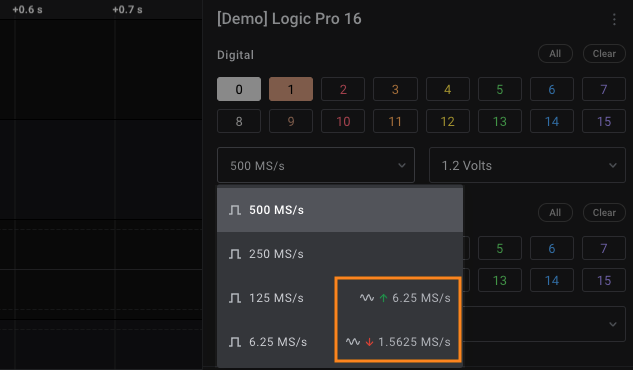 +0.6 s +0.7 s
[Demo] Logic Pro 16
Digital All Clear
0 1 2 3 4 5 6 7
8 9 10 11 12 13 14 15
500 MS/s 1.2 Volts
500 MS/s
All Clear
250 MS/s
5 6 7
125 MS/s 6.25 MS/s
13 14 15
6.25 MS/s 1.5625 MS/s